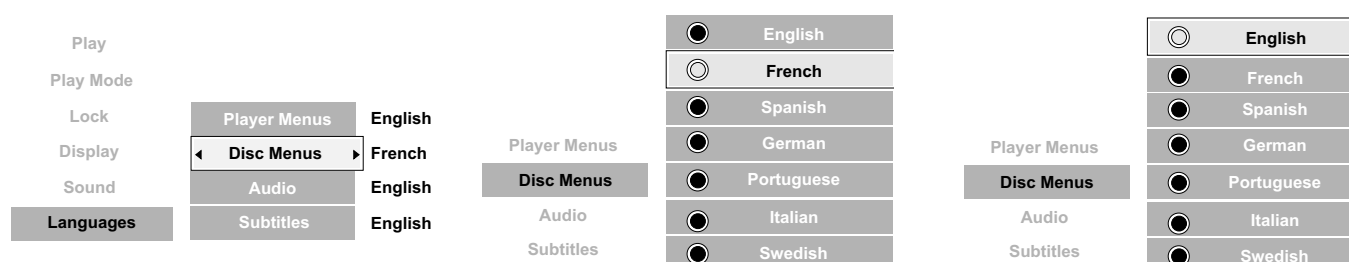 Play
Play Mode
Lock
Display
Sound
Languages
Player Menus English
Disc Menus French
Audio English
Subtitles English
Player Menus
Disc Menus
Audio
Subtitles
English
French
Spanish
German
Portuguese
Italian
Swedish
Player Menus
Disc Menus
Audio
Subtitles
English
French
Spanish
German
Portuguese
Italian
Swedish